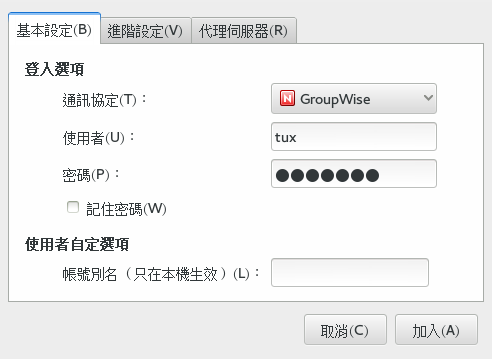 基本設定(B) 進階設定(V) 代理伺服器(R)
登入選項
通訊協定(T)： GroupWise
使用者(U)： tux
密碼(P)： ●●●●●●●
記住密碼(W)
使用者自定選項
帳號別名（只在本機生效）(L)：
取消(C) 加入(A)